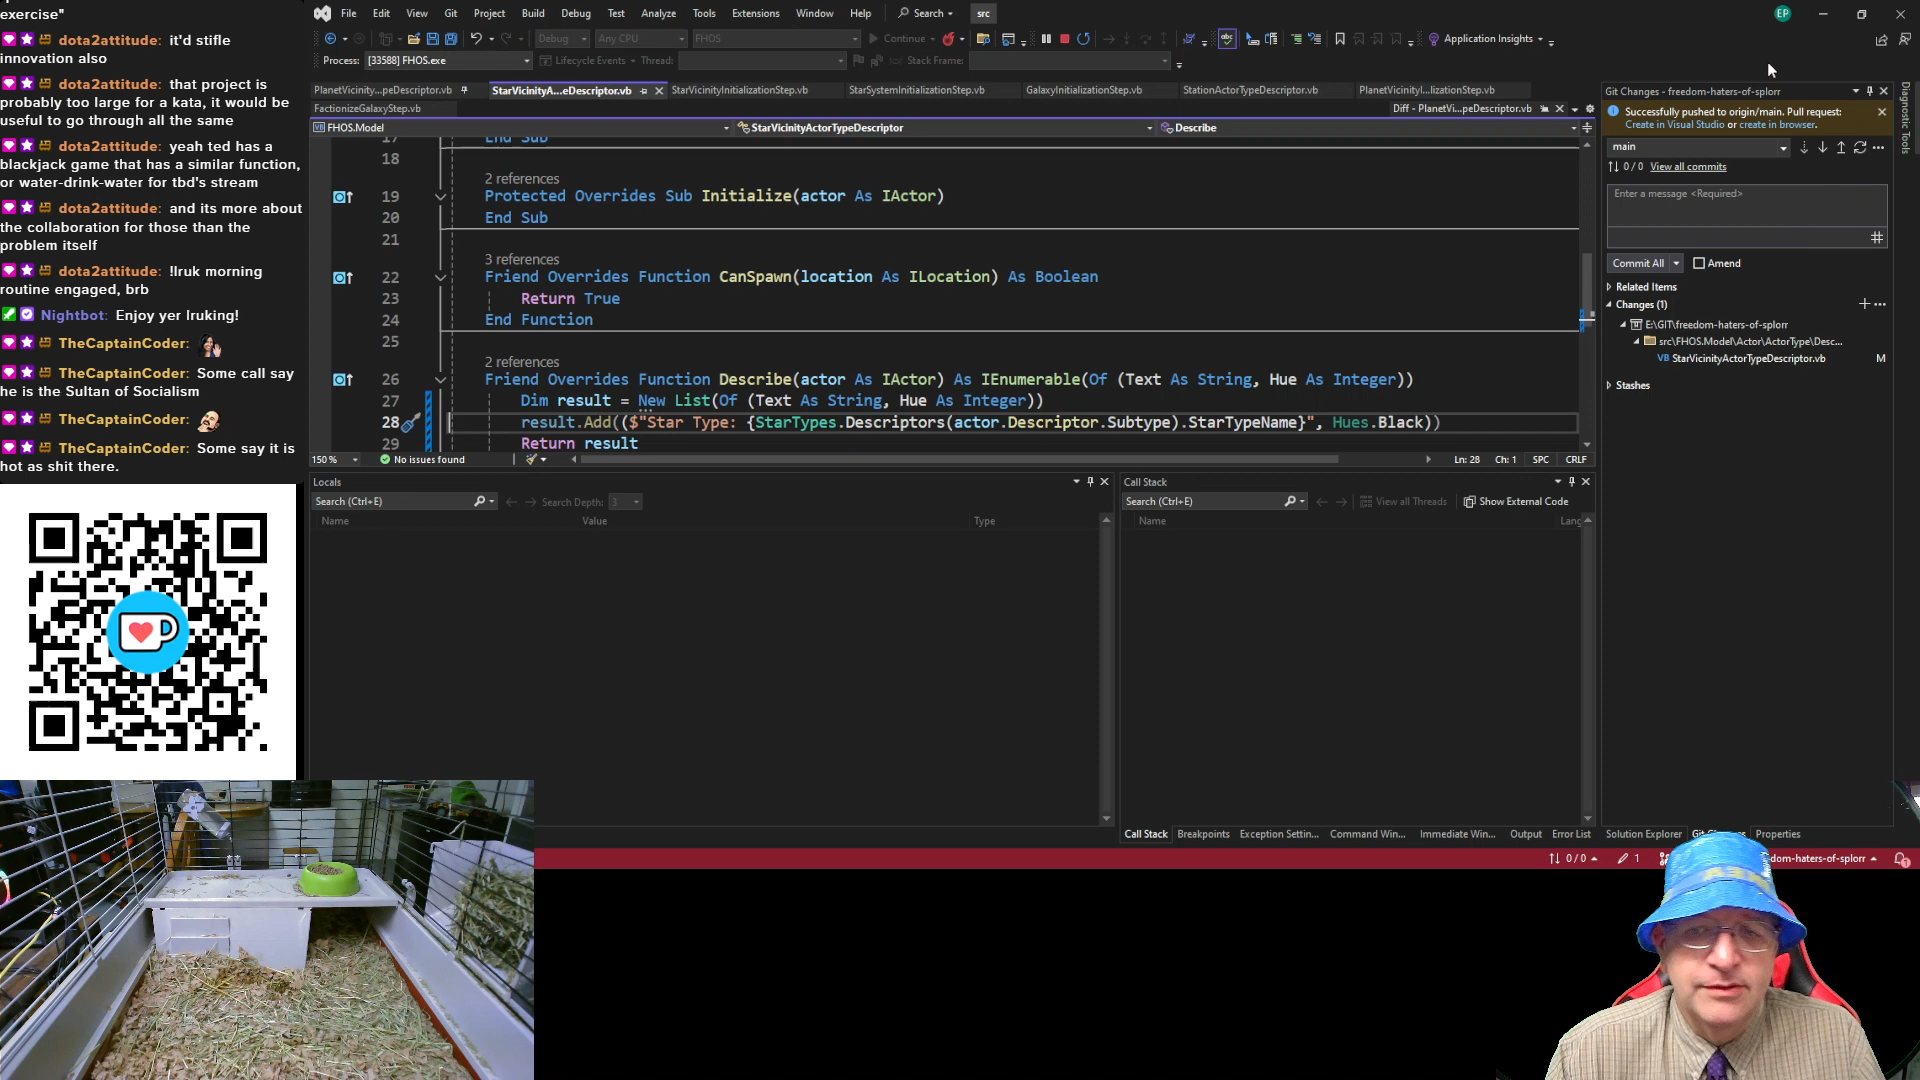 exercise"
dota2attitude: it'd stifle
innovation also
dota2attitude: that project is
probably too large for a kata, it would be
useful to go through all the same
dota2attitude: yeah ted has a
blackjack game that has a similar function,
or water-drink-water for tbd's stream
dota2attitude: and its more about
the collaboration for those than the
problem itself
dota2attitude: !lruk morning
routine engaged, brb
Nightbot: Enjoy yer lruking!
TheCaptainCoder:
TheCaptainCoder: Some call say
he is the Sultan of Socialism
TheCaptainCoder:
TheCaptainCoder: Some say it is
hot as shit there.
File Edit View Git Project Build Debug Test Analyze Tools Extensions Window Help Search src EP
Debug Any CPU FHOS Continue Application Insights
Process: [33588] FHOS.exe Lifecycle Events Thread: Stack Frame:
PlanetVicinity...peDescriptor.vb StarVicinityA...eDescriptor.vb StarVicinityInitializationStep.vb StarSystemInitializationStep.vb GalaxyInitializationStep.vb StationActorTypeDescriptor.vb PlanetVicinityI...lizationStep.vb
FactionizeGalaxyStep.vb Diff - PlanetVi...peDescriptor.vb
FHOS.Model StarVicinityActorTypeDescriptor Describe
17 End Sub
18
2 references
19 Protected Overrides Sub Initialize(actor As IActor)
20 End Sub
21
3 references
22 Friend Overrides Function CanSpawn(location As ILocation) As Boolean
23 Return True
24 End Function
25
2 references
26 Friend Overrides Function Describe(actor As IActor) As IEnumerable(Of (Text As String, Hue As Integer))
27 Dim result = New List(Of (Text As String, Hue As Integer))
28 result.Add(($"Star Type: {StarTypes.Descriptors(actor.Descriptor.Subtype).StarTypeName}", Hues.Black))
29 Return result
150 % No issues found Ln: 28 Ch: 1 SPC CRLF
Locals
Search (Ctrl+E) Search Depth: 3
Name Value Type
Call Stack
Search (Ctrl+E) View all Threads Show External Code
Name Lang
Call Stack Breakpoints Exception Settin... Command Win... Immediate Win... Output Error List
Git Changes - freedom-haters-of-splorr
Successfully pushed to origin/main. Pull request:
Create in Visual Studio or create in browser.
main
0 / 0 View all commits
Enter a message <Required>
Commit All Amend
Related Items
Changes (1)
E:\GIT\freedom-haters-of-splorr
src\FHOS.Model\Actor\ActorType\Desc...
VB StarVicinityActorTypeDescriptor.vb M
Stashes
Diagnostic Tools
Solution Explorer Git Changes Properties
0 / 0 1 dom-haters-of-splorr